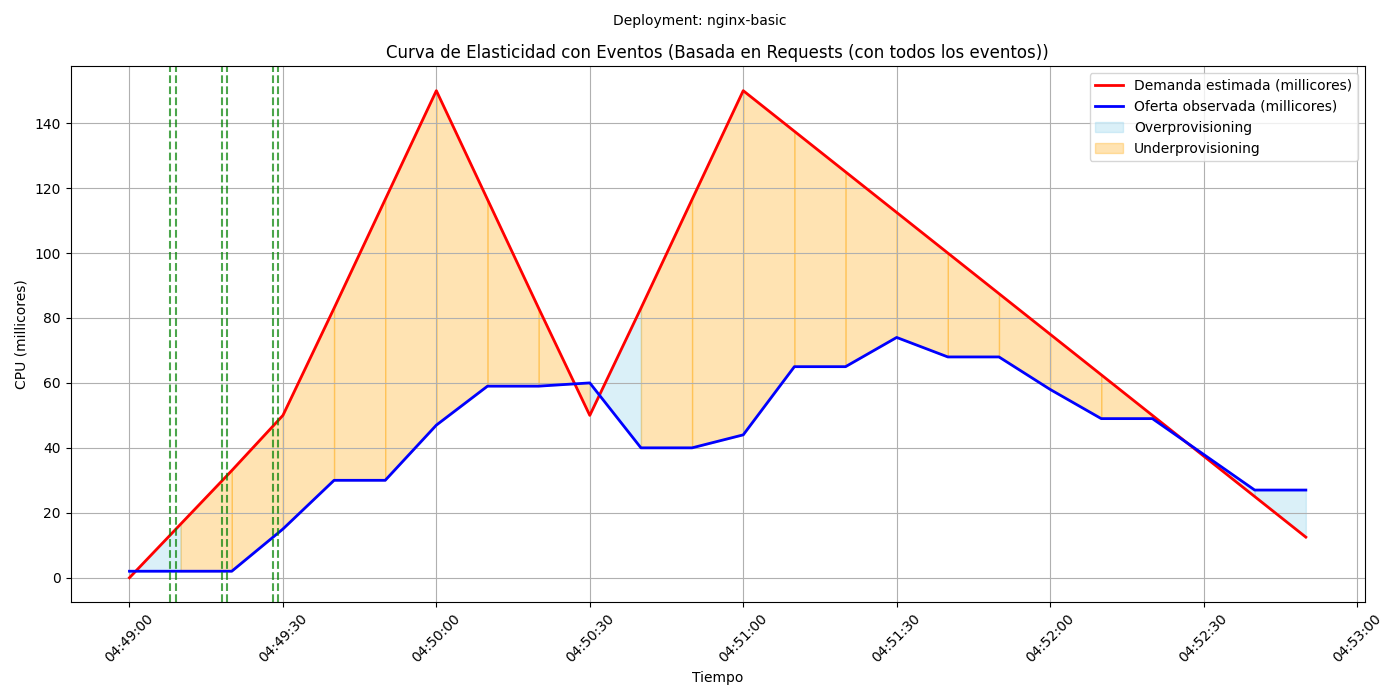 Deployment: nginx-basic
Curva de Elasticidad con Eventos (Basada en Requests (con todos los eventos))
Demanda estimada (millicores)
Oferta observada (millicores)
Overprovisioning
Underprovisioning
CPU (millicores)
140
120
100
80
60
40
20
0
04:49:00
04:49:30
04:50:00
04:50:30
04:51:00
04:51:30
04:52:00
04:52:30
04:53:00
Tiempo